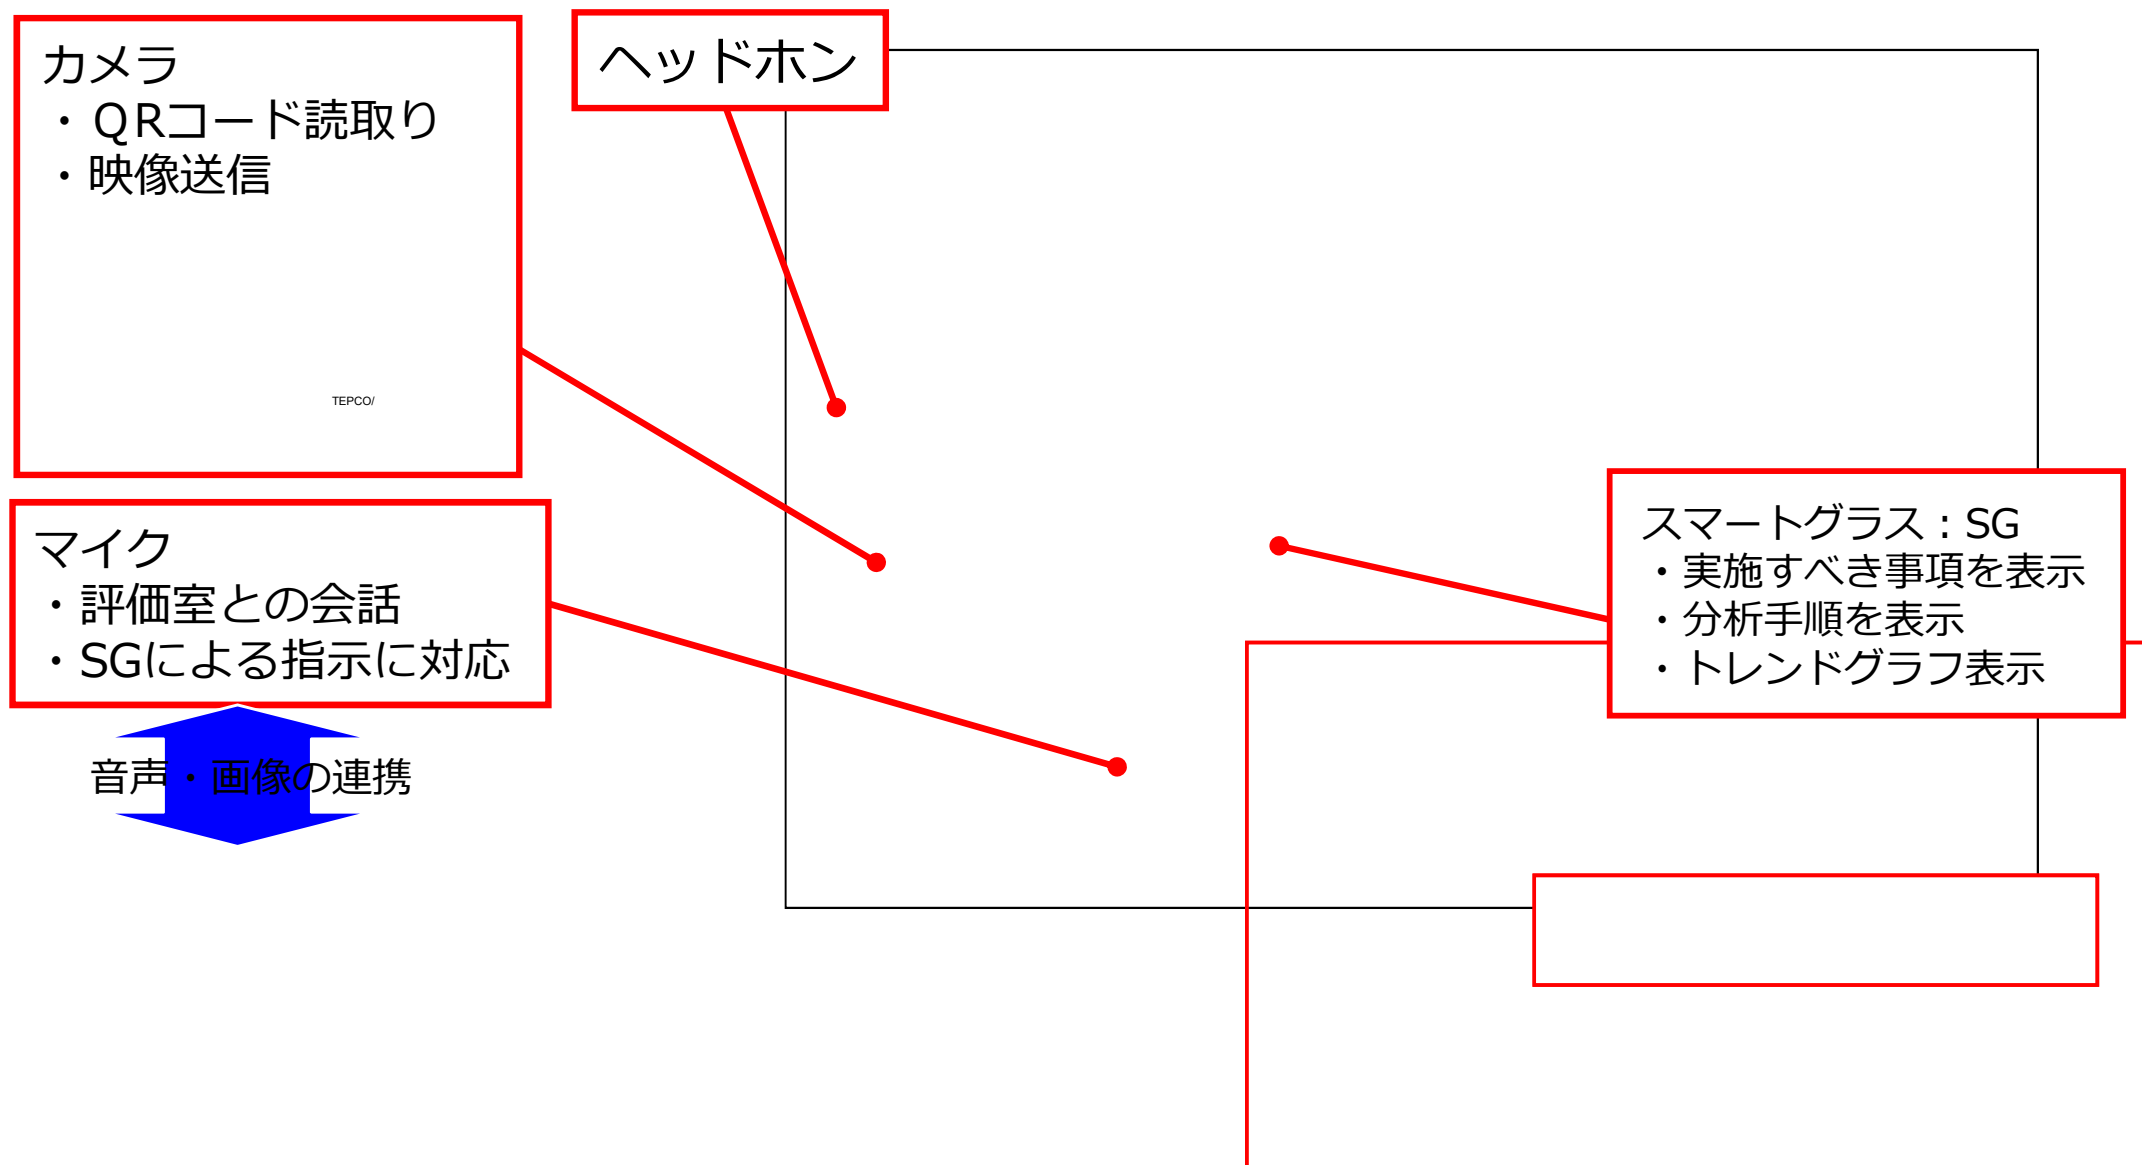 カメラ
・QRコード読取り
・映像送信
TEPCO/
ヘッドホン
マイク
・評価室との会話
・SGによる指示に対応
音声・画像の連携
スマートグラス：SG
・実施すべき事項を表示
・分析手順を表示
・トレンドグラフ表示